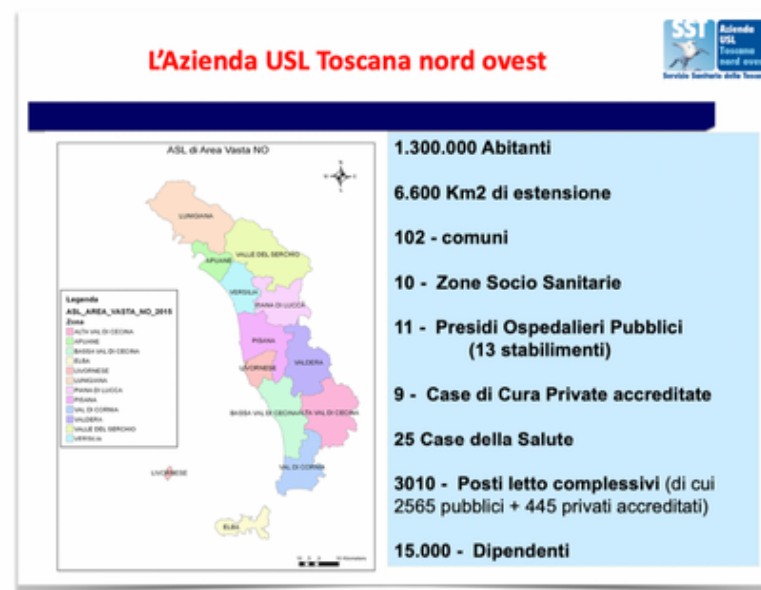 L'Azienda USL Toscana nord ovest
SST
Azienda
USL
Toscana
nord ovest
Servizio Sanitario della Toscana
ASL di Area Vasta NO
LUNIGIANA
VALLE DEL SERCHIO
APUANE
VERSILIA
PIANA DI LUCCA
PISANA
LIVORNESE
VALDERA
BASSA VAL DI CECINA
ALTA VAL DI CECINA
VAL DI CORNIA
LIVORNESE
ELBA
Legenda
ASL_AREA_VASTA_NO_2015
Zona
ALTA VAL DI CECINA
APUANE
BASSA VAL DI CECINA
ELBA
LIVORNESE
LUNIGIANA
PIANA DI LUCCA
PISANA
VAL DI CORNIA
VALDERA
VALLE DEL SERCHIO
VERSILIA
1.300.000 Abitanti
6.600 Km2 di estensione
102 - comuni
10 - Zone Socio Sanitarie
11 - Presidi Ospedalieri Pubblici
(13 stabilimenti)
9 - Case di Cura Private accreditate
25 Case della Salute
3010 - Posti letto complessivi (di cui
2565 pubblici + 445 privati accreditati)
15.000 - Dipendenti